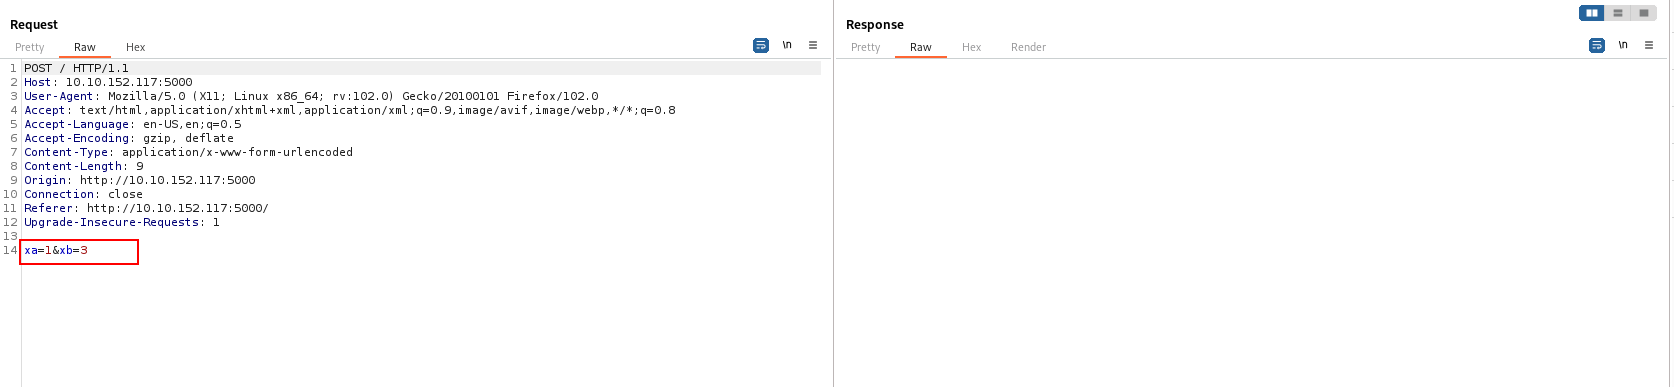 Request
Pretty Raw Hex \n
1 POST / HTTP/1.1
2 Host: 10.10.152.117:5000
3 User-Agent: Mozilla/5.0 (X11; Linux x86_64; rv:102.0) Gecko/20100101 Firefox/102.0
4 Accept: text/html,application/xhtml+xml,application/xml;q=0.9,image/avif,image/webp,*/*;q=0.8
5 Accept-Language: en-US,en;q=0.5
6 Accept-Encoding: gzip, deflate
7 Content-Type: application/x-www-form-urlencoded
8 Content-Length: 9
9 Origin: http://10.10.152.117:5000
10 Connection: close
11 Referer: http://10.10.152.117:5000/
12 Upgrade-Insecure-Requests: 1
13
14 xa=1&xb=3
Response
Pretty Raw Hex Render \n